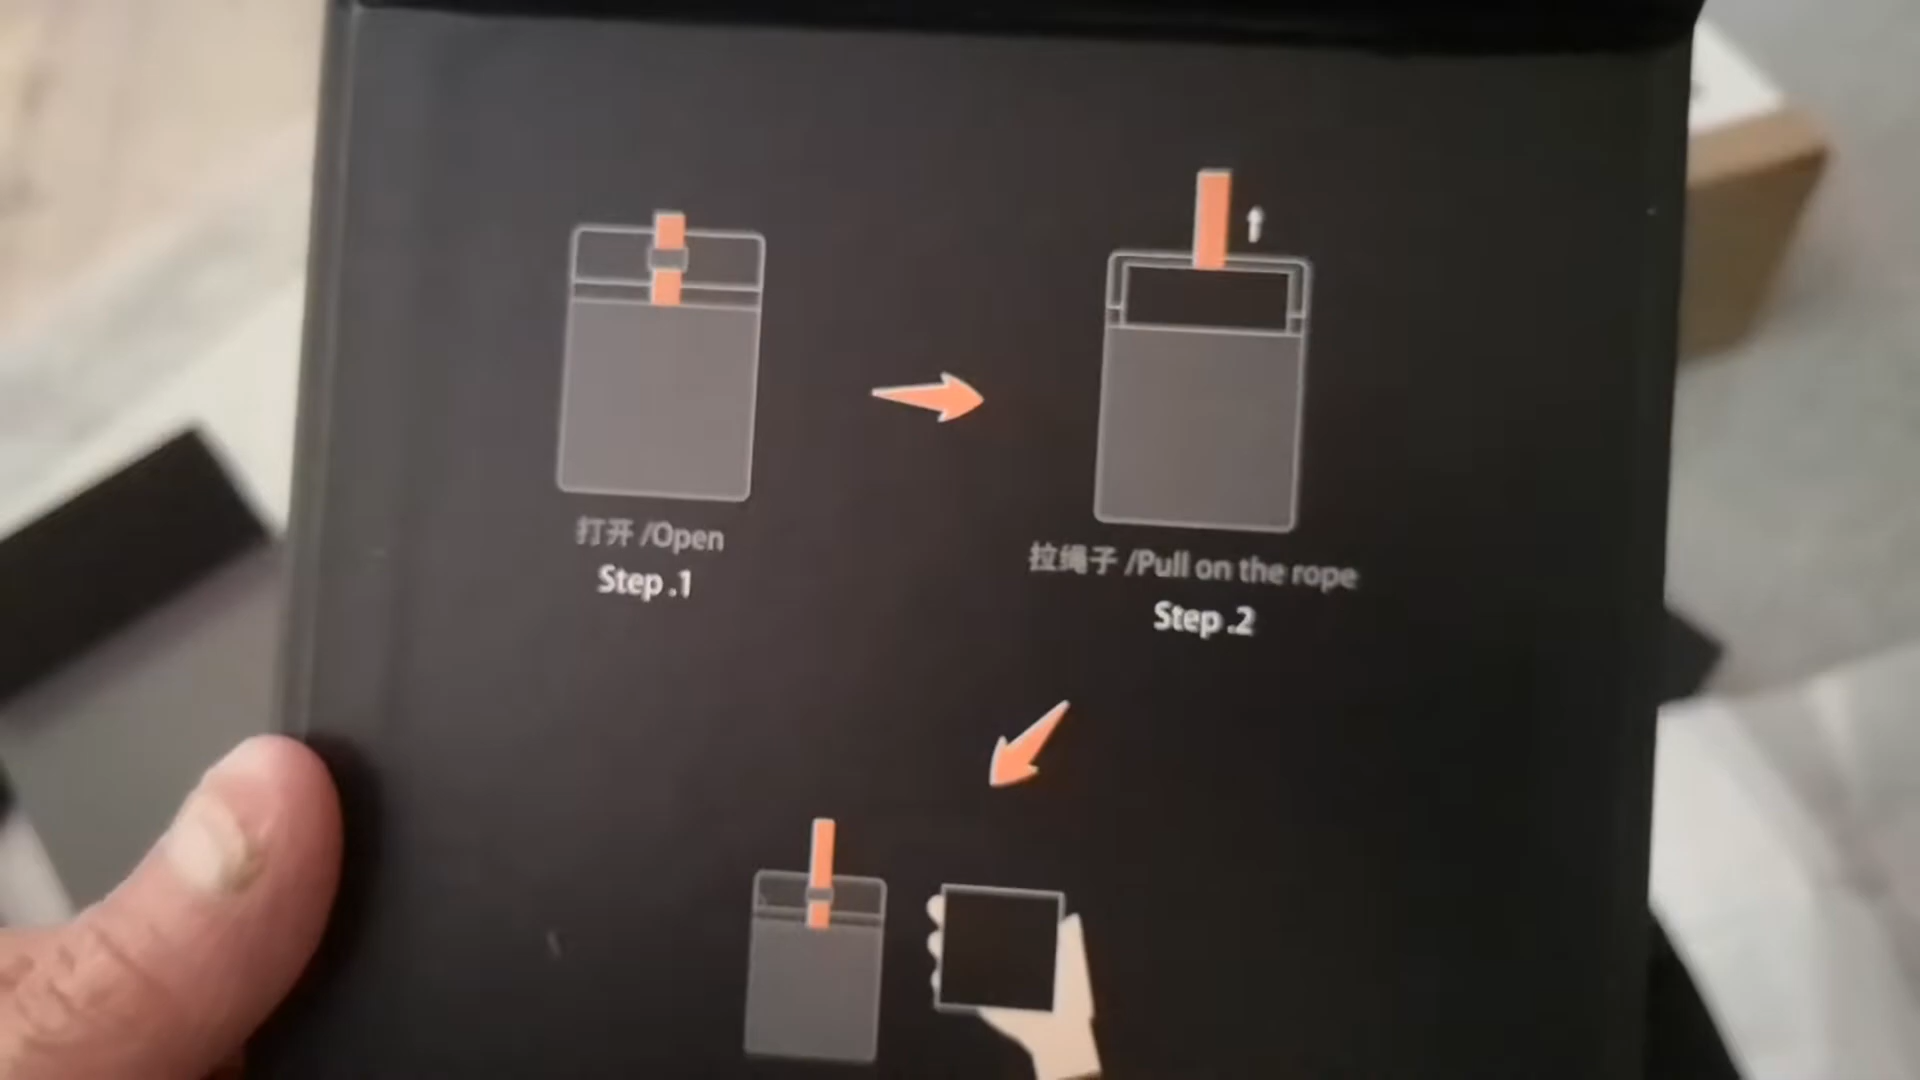 打开 /Open
Step .1
拉绳子 /Pull on the rope
Step .2